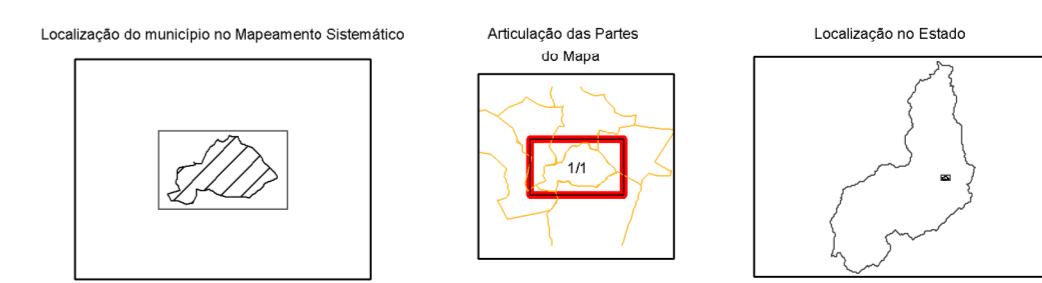 Localização do município no Mapeamento Sistemático
Articulação das Partes
do Mapa
Localização no Estado
1/1